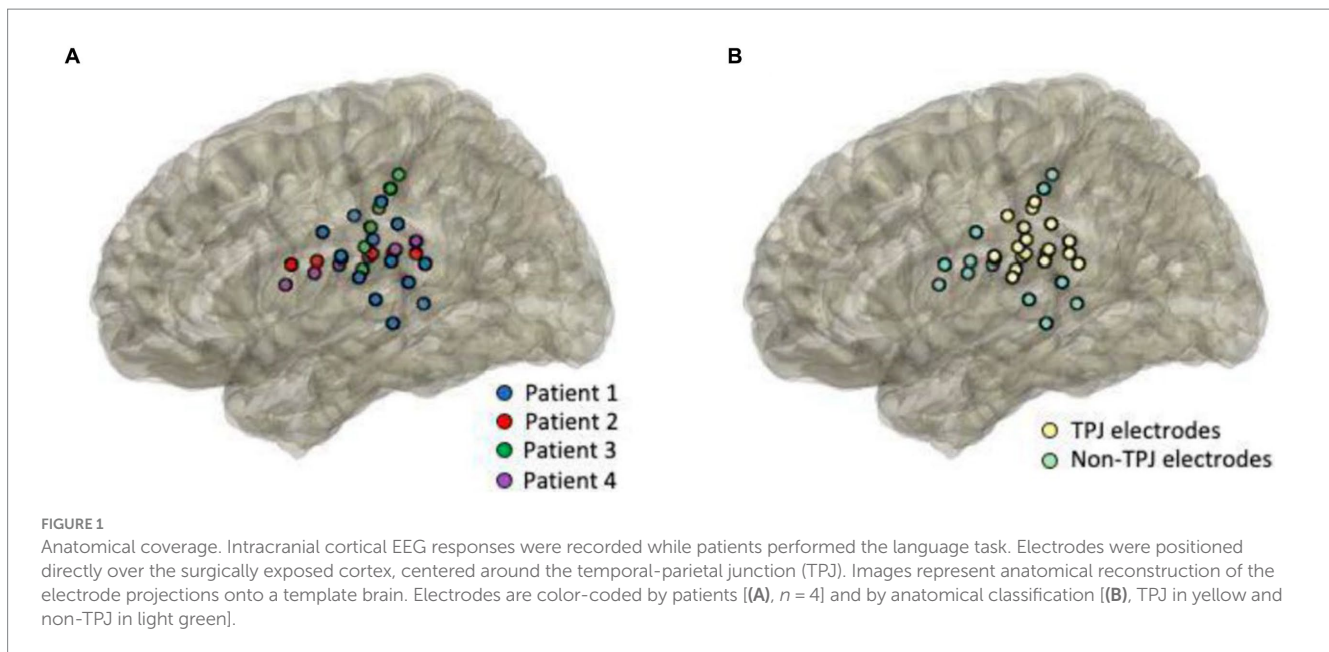 A
B
Patient 1
Patient 2
Patient 3
Patient 4
TPJ electrodes
Non-TPJ electrodes
FIGURE 1
Anatomical coverage. Intracranial cortical EEG responses were recorded while patients performed the language task. Electrodes were positioned
directly over the surgically exposed cortex, centered around the temporal-parietal junction (TPJ). Images represent anatomical reconstruction of the
electrode projections onto a template brain. Electrodes are color-coded by patients [(A), n = 4] and by anatomical classification [(B), TPJ in yellow and
non-TPJ in light green].